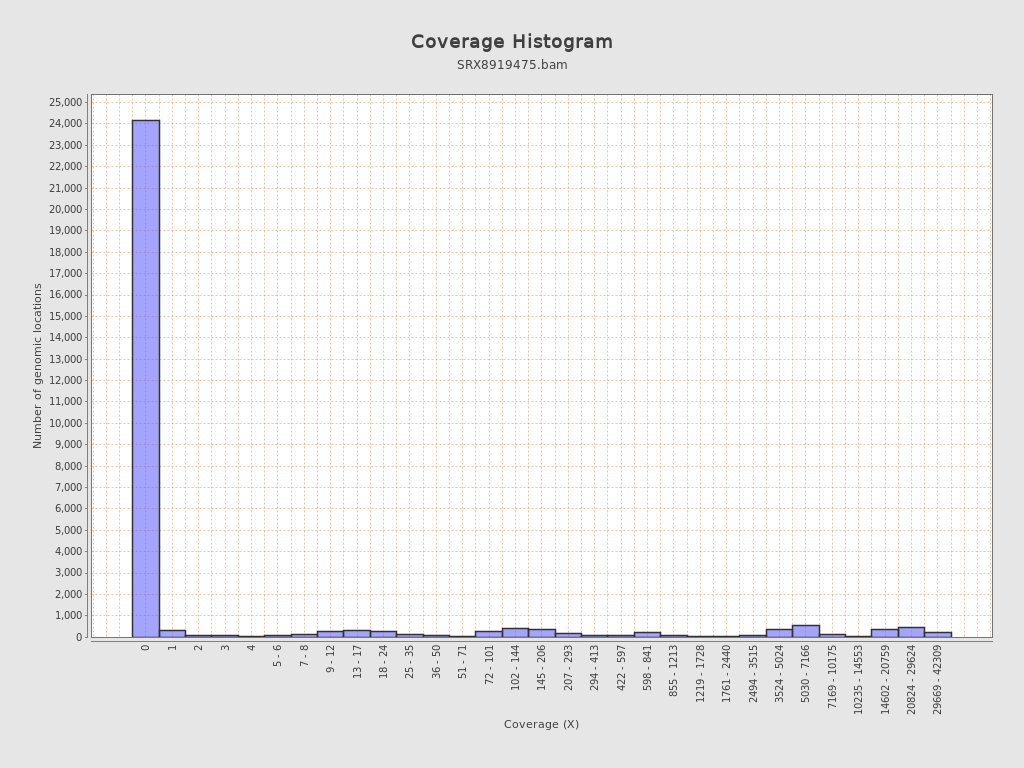 Coverage Histogram
SRX8919475.bam
25,000
24,000
23,000
22,000
21,000
20,000
19,000
18,000
17,000
16,000
15,000
14,000
13,000
12,000
11,000
10,000
9,000
8,000
7,000
6,000
5,000
4,000
3,000
2,000
1,000
0
Number of genomic locations
0
1
2
3
4
5 - 6
7 - 8
9 - 12
13 - 17
18 - 24
25 - 35
36 - 50
51 - 71
72 - 101
102 - 144
145 - 206
207 - 293
294 - 413
422 - 597
598 - 841
855 - 1213
1219 - 1728
1761 - 2440
2494 - 3515
3524 - 5024
5030 - 7166
7169 - 10175
10235 - 14553
14602 - 20759
20824 - 29624
29669 - 42309
Coverage (X)